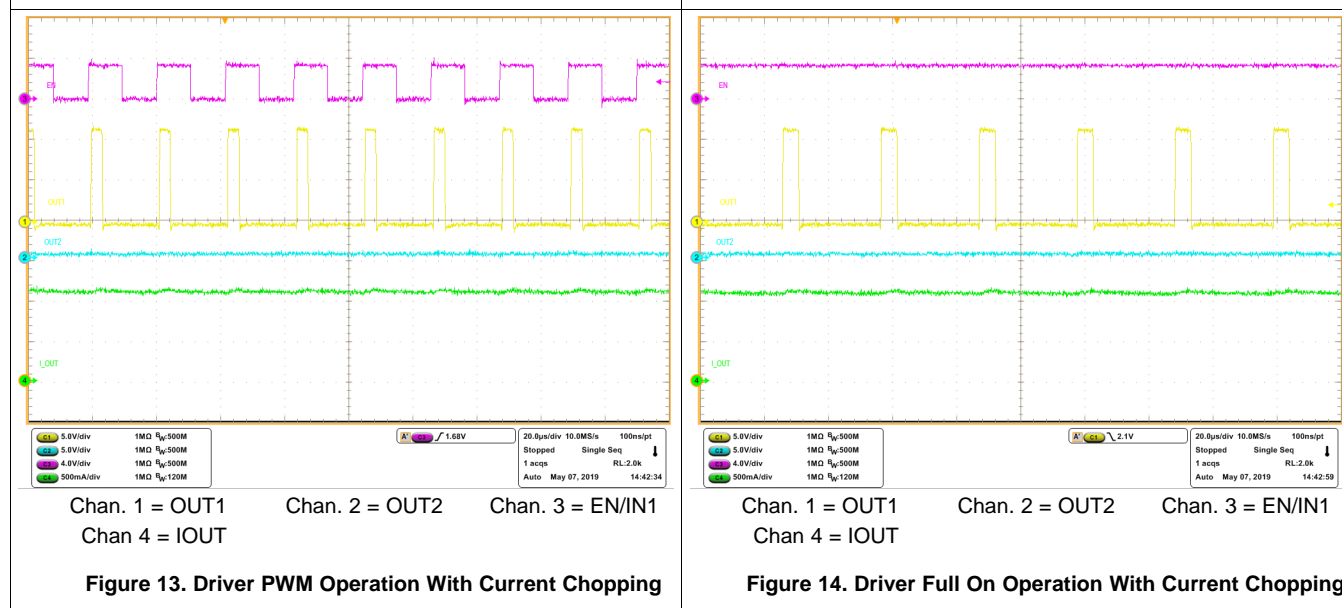 EN
3
OUT1
1
OUT2
2
I_OUT
4
C1 5.0V/div 1MΩ BW:500M
C2 5.0V/div 1MΩ BW:500M
C3 4.0V/div 1MΩ BW:500M
C4 500mA/div 1MΩ BW:120M
A' C3 1.68V
20.0µs/div 10.0MS/s 100ns/pt
Stopped Single Seq
1 acqs RL:2.0k
Auto May 07, 2019 14:42:34
Chan. 1 = OUT1 Chan. 2 = OUT2 Chan. 3 = EN/IN1
Chan 4 = IOUT
Figure 13. Driver PWM Operation With Current Chopping
EN
3
OUT1
1
OUT2
2
I_OUT
4
C1 5.0V/div 1MΩ BW:500M
C2 5.0V/div 1MΩ BW:500M
C3 4.0V/div 1MΩ BW:500M
C4 500mA/div 1MΩ BW:120M
A' C1 2.1V
20.0µs/div 10.0MS/s 100ns/pt
Stopped Single Seq
1 acqs RL:2.0k
Auto May 07, 2019 14:42:59
Chan. 1 = OUT1 Chan. 2 = OUT2 Chan. 3 = EN/IN1
Chan 4 = IOUT
Figure 14. Driver Full On Operation With Current Chopping